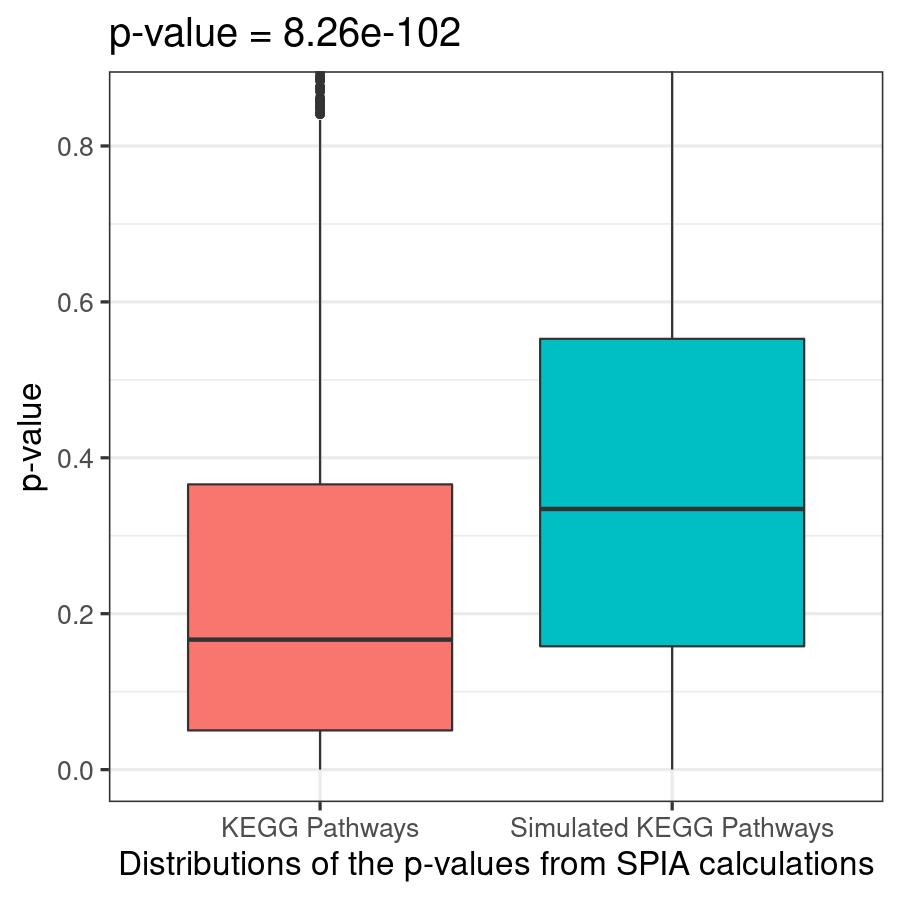 p-value = 8.26e-102
p-value
0.8
0.6
0.4
0.2
0.0
KEGG Pathways
Simulated KEGG Pathways
Distributions of the p-values from SPIA calculations